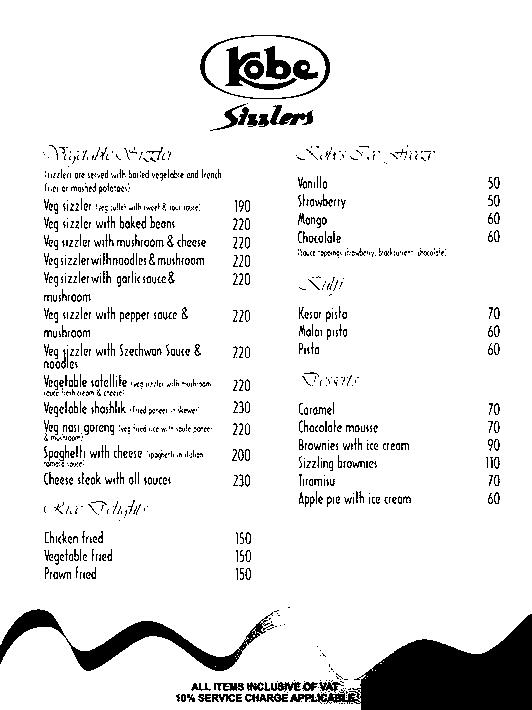 Kobe
Sizzlers
Vegetable Sizzler
(sizzlers are served with boiled vegetable and french
fries or mashed potatoes)
Veg sizzler (veg cutlet with sweet & sour sauce) 190
Veg sizzler with baked beans 220
Veg sizzler with mushroom & cheese 220
Veg sizzler with noodles & mushroom 220
Veg sizzler with garlic sauce & 220
mushroom
Veg sizzler with pepper sauce & 220
mushroom
Veg sizzler with Szechwan Sauce & 220
noodles
Vegetable satellite (veg sizzler with mushroom 220
sauce fresh cream & cheese)
Vegetable shashlik (Fried paneer in skewer) 230
Veg nasi goreng (veg fried rice with saute paneer 220
& mushroom)
Spaghetti with cheese (spaghetti in italian 200
tomato sauce)
Cheese steak with all sauces 230
Rice Delights
Chicken fried 150
Vegetable fried 150
Prawn fried 150
Kobe's Ice Freeze
Vanilla 50
Strawberry 50
Mango 60
Chocolate 60
(Sauce toppings strawberry, blackcurrent, chocolate)
Kulfi
Kesar pista 70
Malai pista 60
Pista 60
Desserts
Caramel 70
Chocolate mousse 70
Brownies with ice cream 90
Sizzling brownies 110
Tiramisu 70
Apple pie with ice cream 60
ALL ITEMS INCLUSIVE OF VAT
10% SERVICE CHARGE APPLICABLE